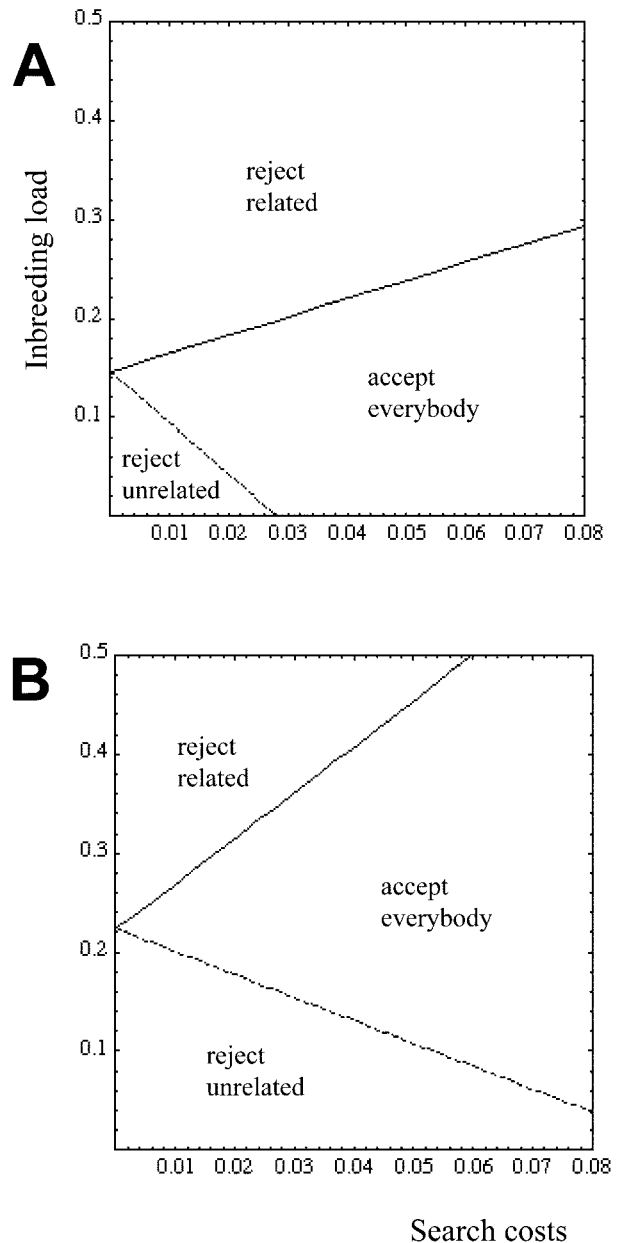 A
0.5
0.4
0.3
0.2
0.1
Inbreeding load
reject
related
accept
everybody
reject
unrelated
0.01 0.02 0.03 0.04 0.05 0.06 0.07 0.08
B
0.5
0.4
0.3
0.2
0.1
reject
related
accept
everybody
reject
unrelated
0.01 0.02 0.03 0.04 0.05 0.06 0.07 0.08
Search costs